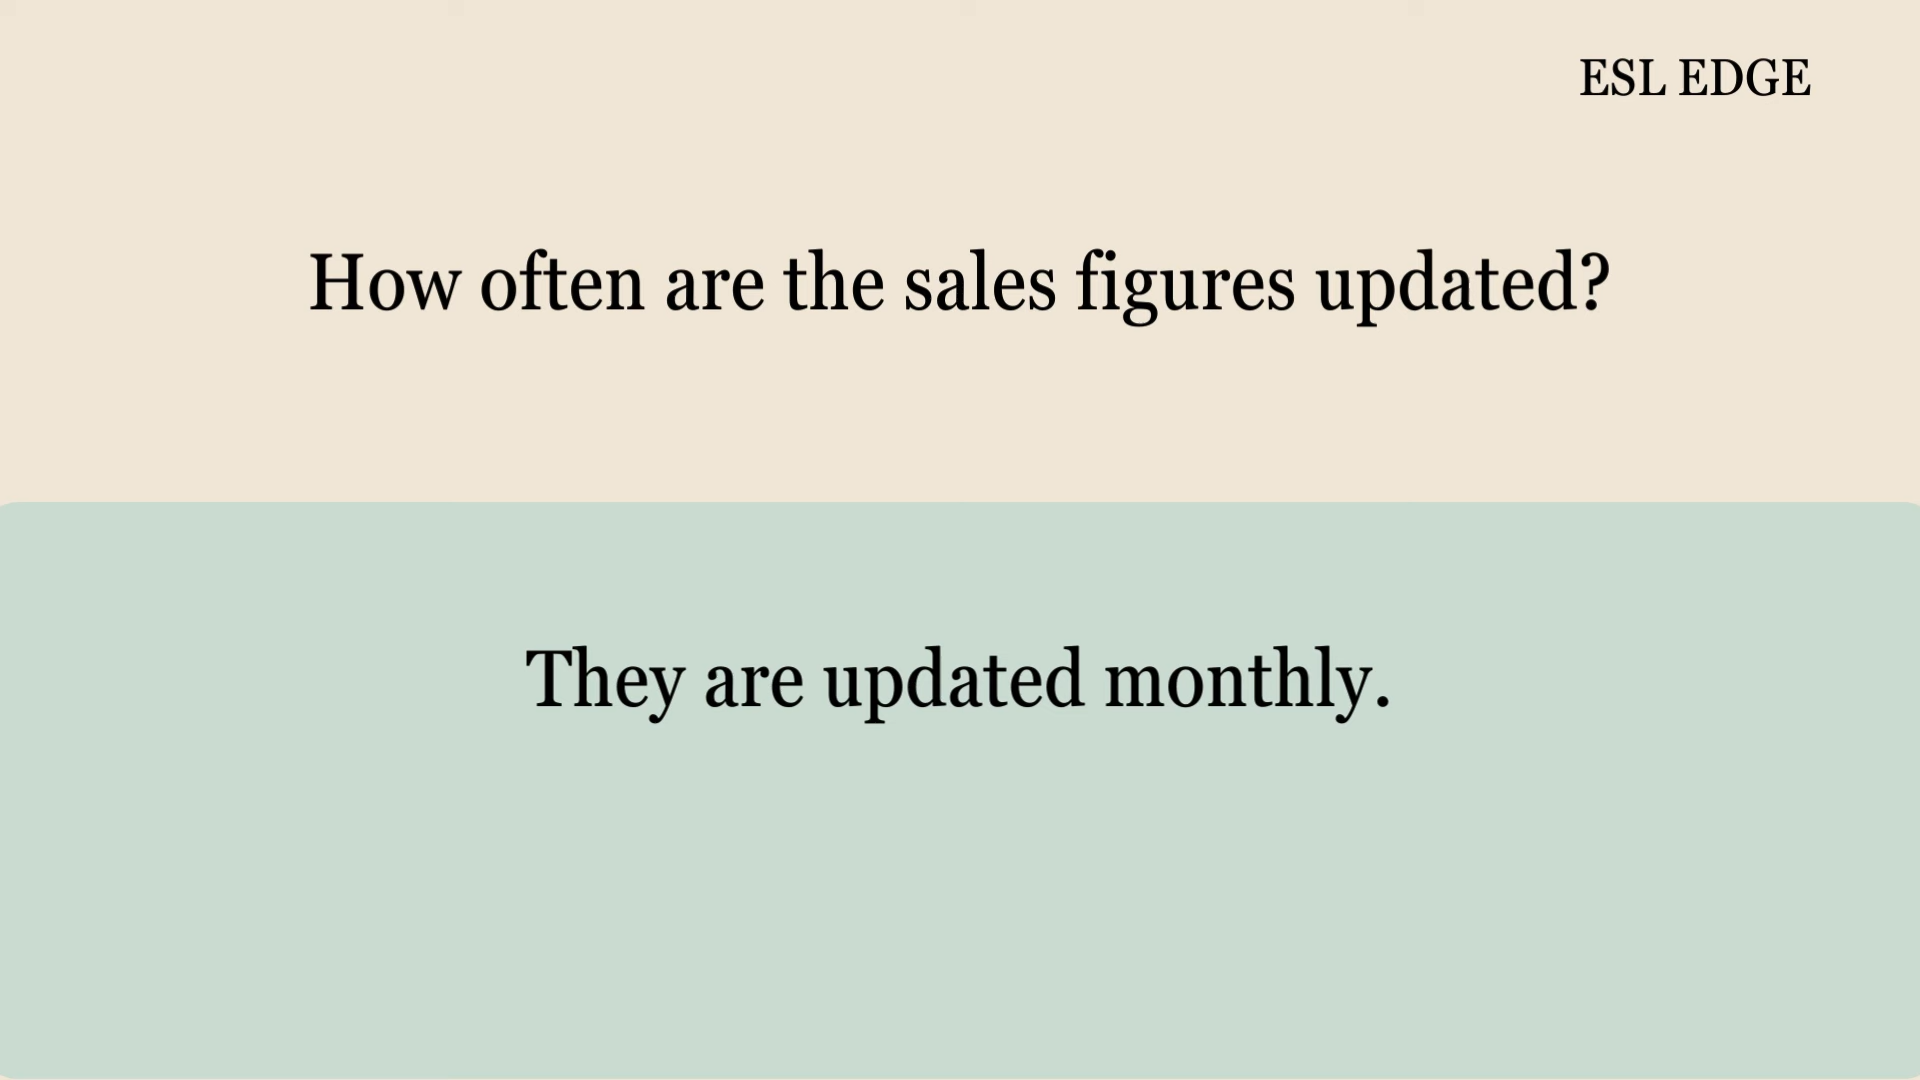 ESL EDGE
How often are the sales figures updated?
They are updated monthly.